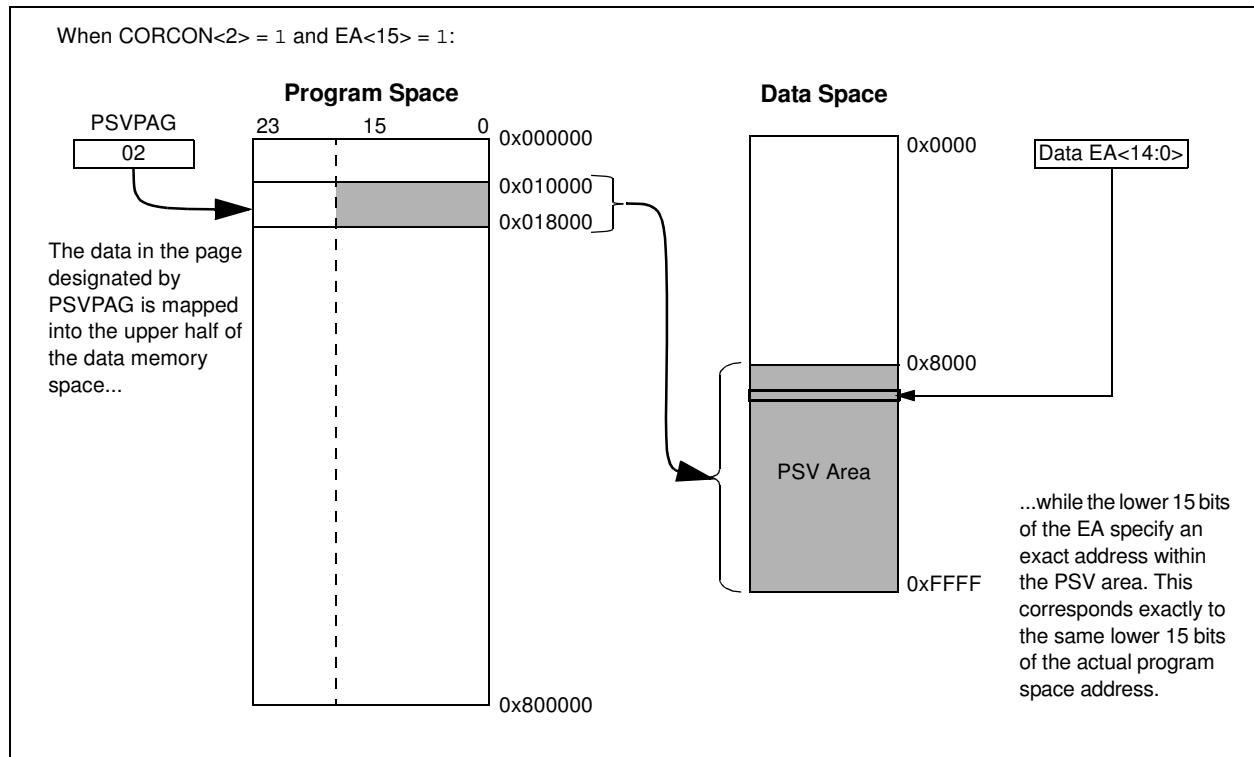 When CORCON<2> = 1 and EA<15> = 1:
Program Space
Data Space
PSVPAG
02
23 15 0
0x000000
0x010000
0x018000
0x800000
The data in the page
designated by
PSVPAG is mapped
into the upper half of
the data memory
space...
0x0000
0x8000
0xFFFF
PSV Area
Data EA<14:0>
...while the lower 15 bits
of the EA specify an
exact address within
the PSV area. This
corresponds exactly to
the same lower 15 bits
of the actual program
space address.